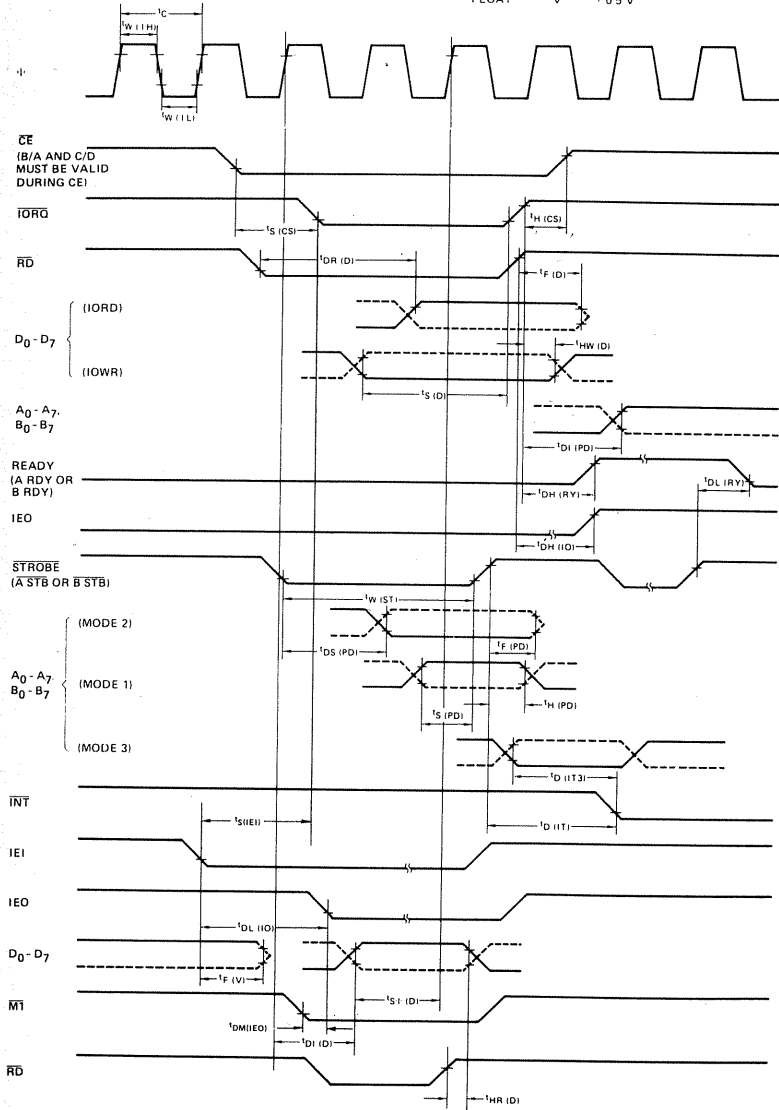 FLOAT V 0.5 V
tC
tW (1H)
Φ
tW (1L)
CE
(B/A AND C/D
MUST BE VALID
DURING CE)
IORQ
tS (CS)
tH (CS)
RD
tDR (D)
tF (D)
(IORD)
D0 - D7
tHW (D)
(IOWR)
tS (D)
A0 - A7,
B0 - B7
tDI (PD)
READY
(A RDY OR
B RDY)
tDL (RY)
tDH (RY)
IEO
tDH (IO)
STROBE
(A STB OR B STB)
tW (ST)
(MODE 2)
tDS (PD)
tF (PD)
A0 - A7
B0 - B7
(MODE 1)
tS (PD)
tH (PD)
(MODE 3)
tD (IT3)
INT
tS(IEI)
tD (IT)
IEI
IEO
tDL (IO)
D0 - D7
tF (V)
tS1 (D)
M1
tDM(IEO)
tDI (D)
RD
tHR (D)